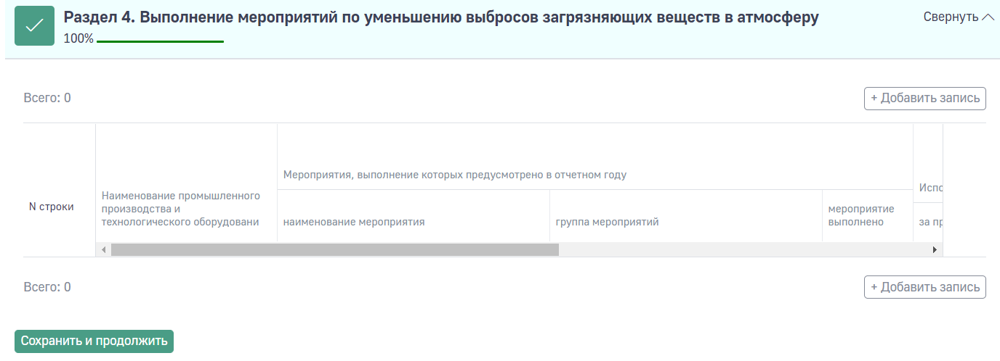 Раздел 4. Выполнение мероприятий по уменьшению выбросов загрязняющих веществ в атмосферу
Свернуть
100%
Всего: 0
+ Добавить запись
N строки
Наименование промышленного
производства и
технологического оборудовани
Мероприятия, выполнение которых предусмотрено в отчетном году
наименование мероприятия
группа мероприятий
мероприятие
выполнено
Испо
за пр
Всего: 0
+ Добавить запись
Сохранить и продолжить